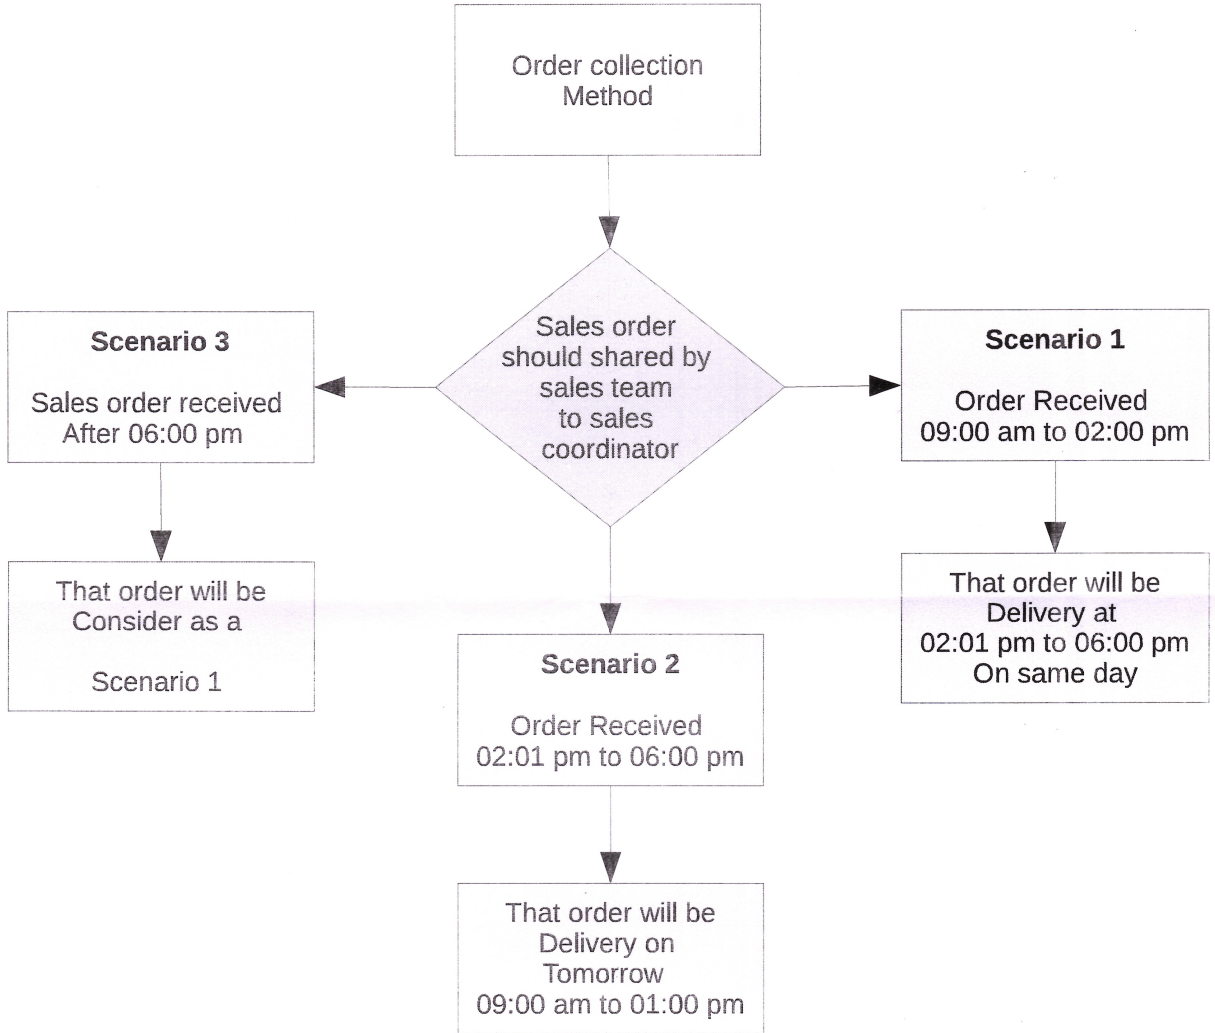 Order collection
Method
Sales order
should shared by
sales team
to sales
coordinator
Scenario 3
Sales order received
After 06:00 pm
That order will be
Consider as a
Scenario 1
Scenario 1
Order Received
09:00 am to 02:00 pm
That order will be
Delivery at
02:01 pm to 06:00 pm
On same day
Scenario 2
Order Received
02:01 pm to 06:00 pm
That order will be
Delivery on
Tomorrow
09:00 am to 01:00 pm